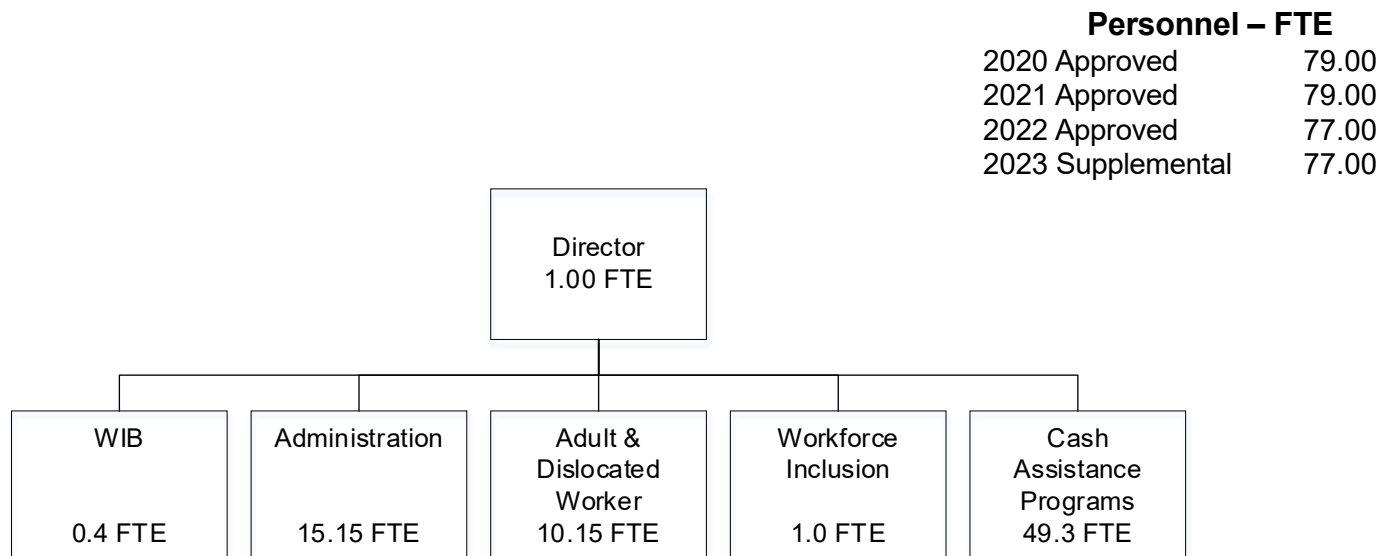 Personnel – FTE
2020 Approved 79.00
2021 Approved 79.00
2022 Approved 77.00
2023 Supplemental 77.00
Director
1.00 FTE
WIB
0.4 FTE
Administration
15.15 FTE
Adult &
Dislocated
Worker
10.15 FTE
Workforce
Inclusion
1.0 FTE
Cash
Assistance
Programs
49.3 FTE